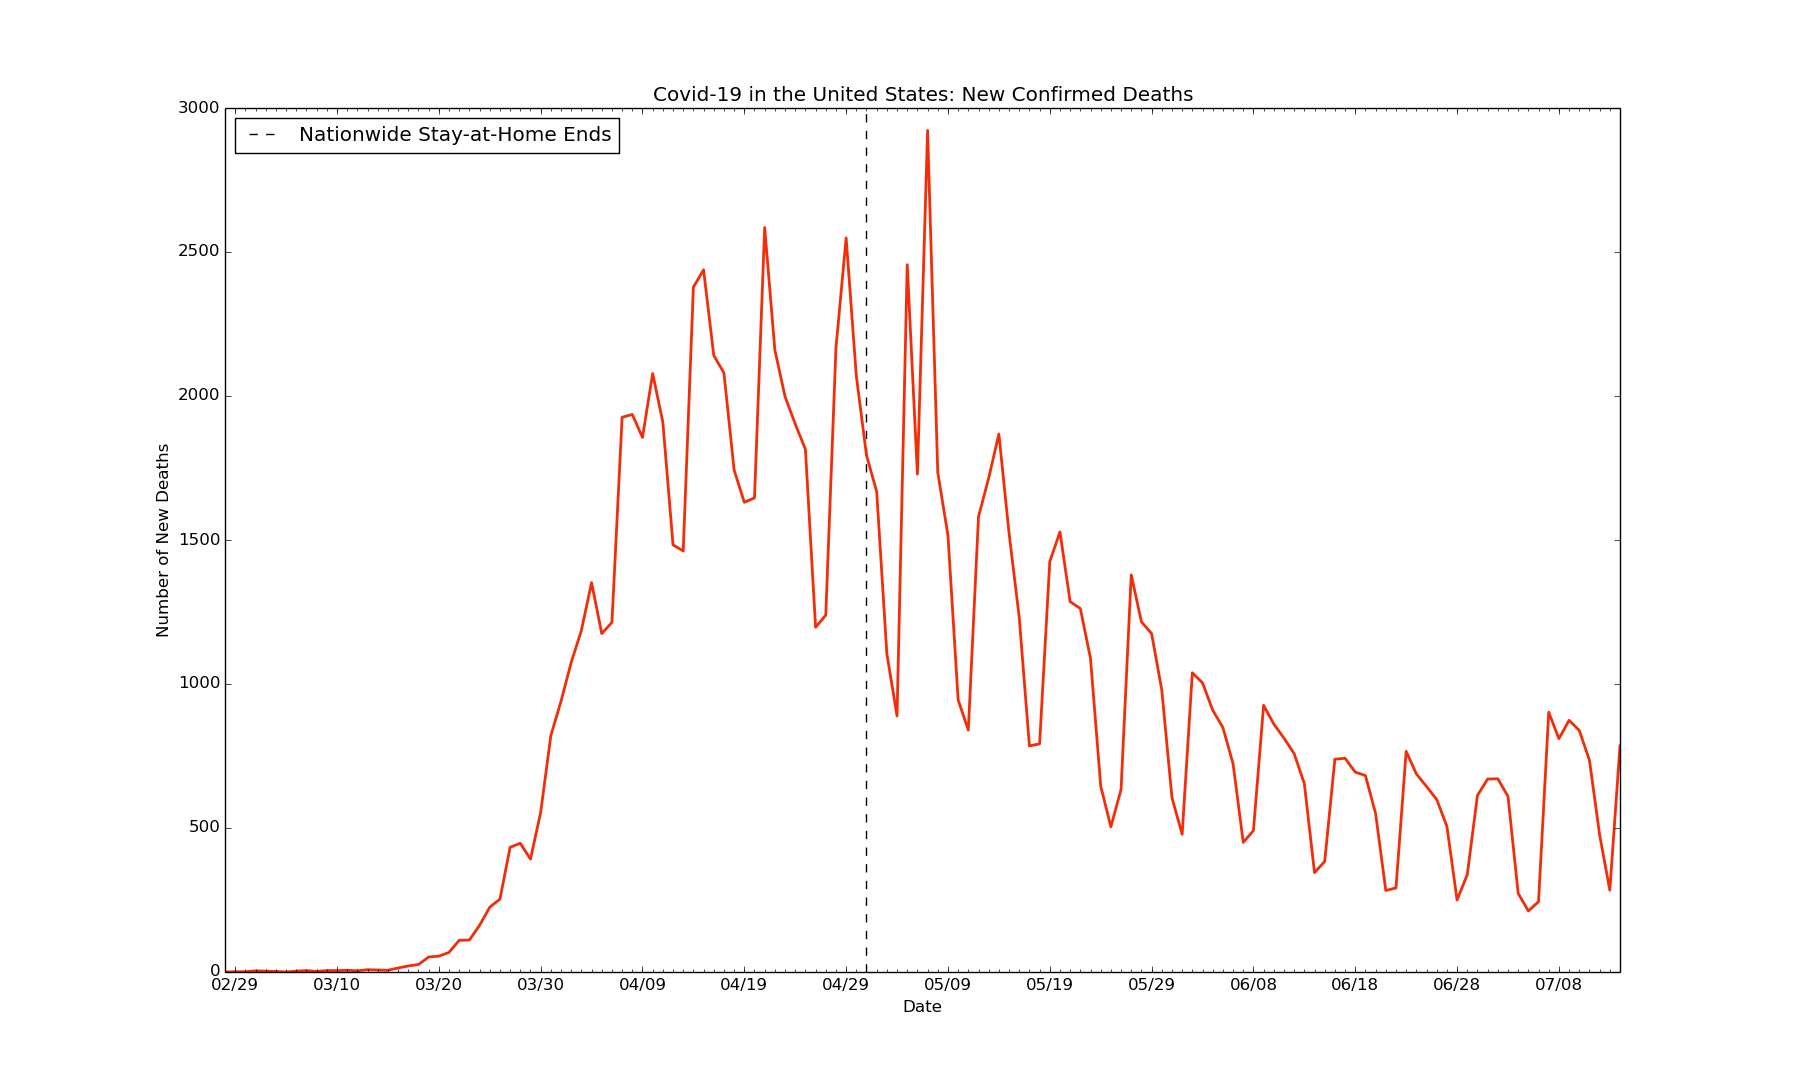 Covid-19 in the United States: New Confirmed Deaths
3000
Nationwide Stay-at-Home Ends
2500
2000
1500
1000
500
0
Number of New Deaths
02/29 03/10 03/20 03/30 04/09 04/19 04/29 05/09 05/19 05/29 06/08 06/18 06/28 07/08
Date